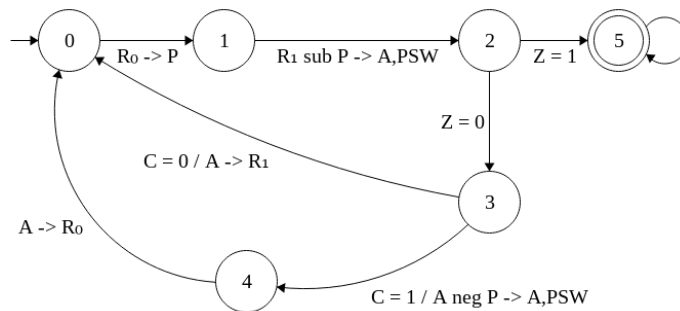 0
R₀ -> P
1
R₁ sub P -> A,PSW
2
Z = 1
5
Z = 0
C = 0 / A -> R₁
3
A -> R₀
4
C = 1 / A neg P -> A,PSW